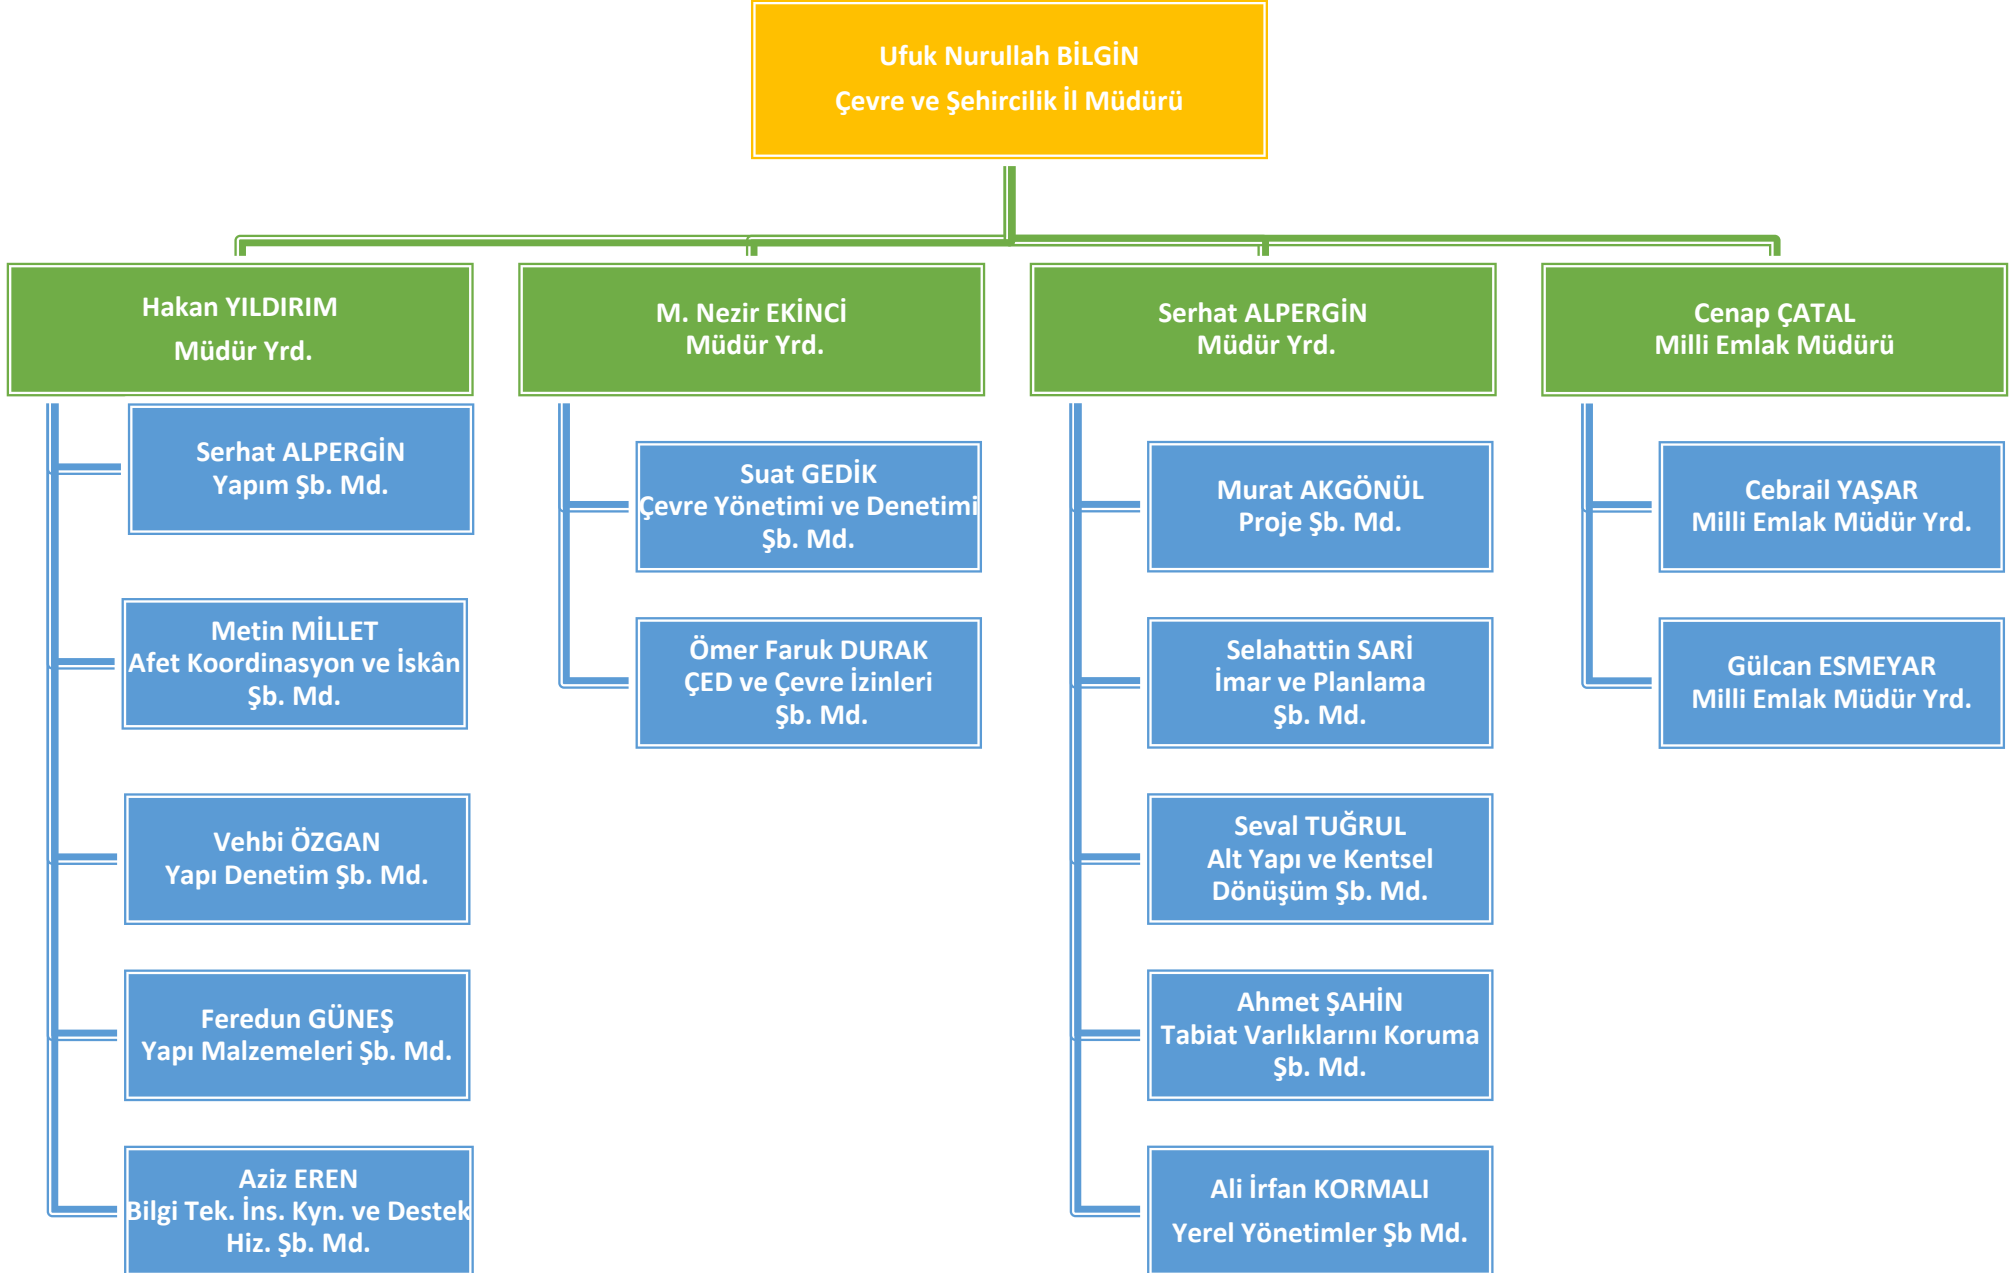 Ufuk Nurullah BİLGİN
Çevre ve Şehircilik İl Müdürü
Hakan YILDIRIM
Müdür Yrd.
Serhat ALPERGİN
Yapım Şb. Md.
Metin MİLLET
Afet Koordinasyon ve İskân
Şb. Md.
Vehbi ÖZGAN
Yapı Denetim Şb. Md.
Feredun GÜNEŞ
Yapı Malzemeleri Şb. Md.
Aziz EREN
Bilgi Tek. İns. Kyn. ve Destek
Hiz. Şb. Md.
M. Nezir EKİNCİ
Müdür Yrd.
Suat GEDİK
Çevre Yönetimi ve Denetimi
Şb. Md.
Ömer Faruk DURAK
ÇED ve Çevre İzinleri
Şb. Md.
Serhat ALPERGİN
Müdür Yrd.
Murat AKGÖNÜL
Proje Şb. Md.
Selahattin SARİ
İmar ve Planlama
Şb. Md.
Seval TUĞRUL
Alt Yapı ve Kentsel
Dönüşüm Şb. Md.
Ahmet ŞAHİN
Tabiat Varlıklarını Koruma
Şb. Md.
Ali İrfan KORMALI
Yerel Yönetimler Şb Md.
Cenap ÇATAL
Milli Emlak Müdürü
Cebrail YAŞAR
Milli Emlak Müdür Yrd.
Gülcan ESMEYAR
Milli Emlak Müdür Yrd.